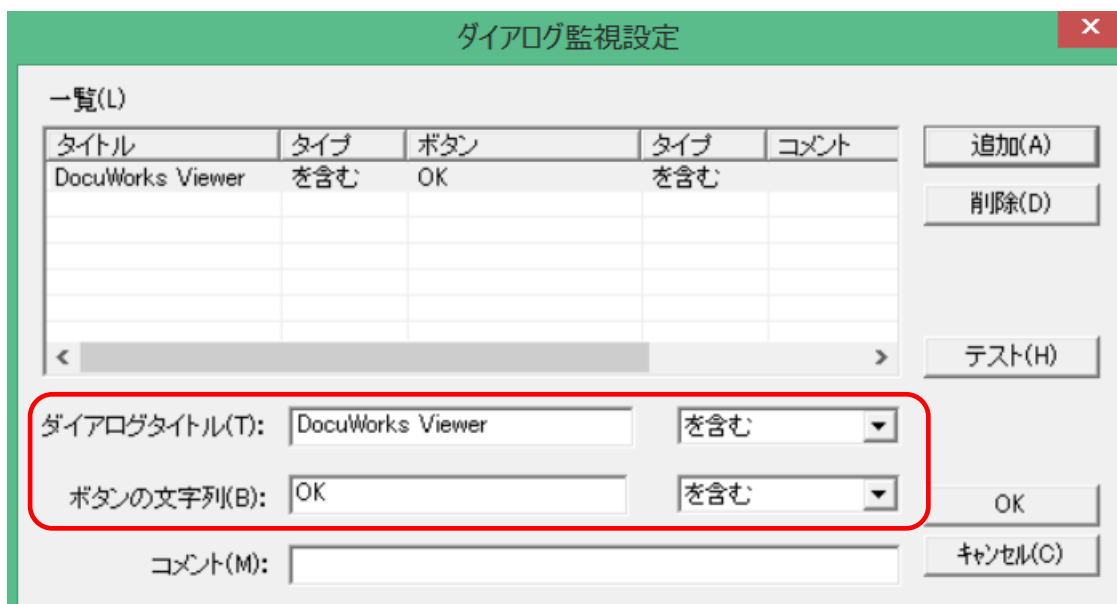 ダイアログ監視設定
一覧(L)
タイトル タイプ ボタン タイプ コメント
DocuWorks Viewer を含む OK を含む
追加(A)
削除(D)
テスト(H)
ダイアログタイトル(T): DocuWorks Viewer を含む
ボタンの文字列(B): OK を含む
OK
キャンセル(C)
コメント(M):